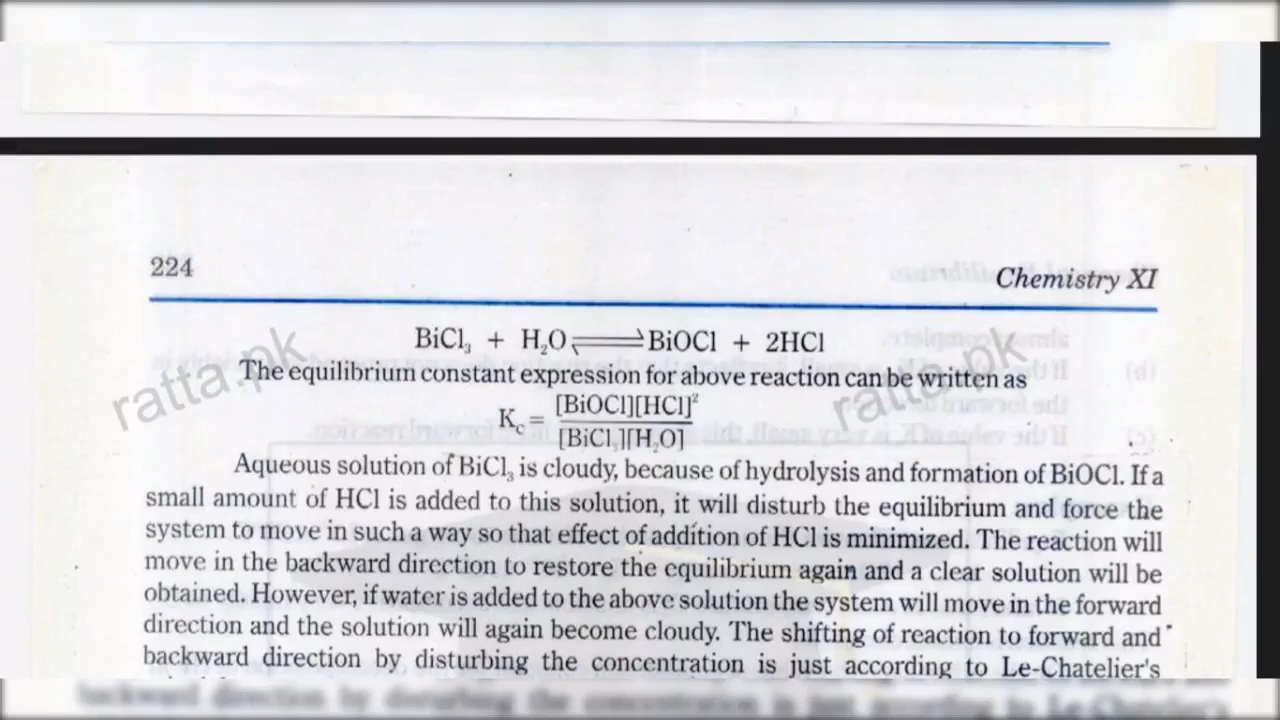 224
Chemistry XI
BiCl₃ + H₂O ⇌ BiOCl + 2HCl
The equilibrium constant expression for above reaction can be written as
K_C = [BiOCl][HCl]² / [BiCl₃][H₂O]
Aqueous solution of BiCl₃ is cloudy, because of hydrolysis and formation of BiOCl. If a
small amount of HCl is added to this solution, it will disturb the equilibrium and force the
system to move in such a way so that effect of addition of HCl is minimized. The reaction will
move in the backward direction to restore the equilibrium again and a clear solution will be
obtained. However, if water is added to the above solution the system will move in the forward
direction and the solution will again become cloudy. The shifting of reaction to forward and
backward direction by disturbing the concentration is just according to Le-Chatelier's
ratta.pk
ratta.pk